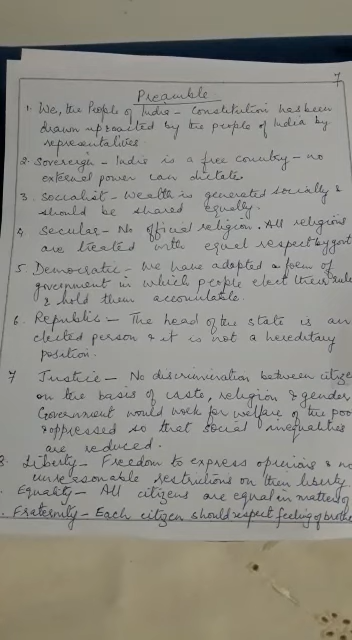 7
Preamble
1. We, the People of India - Constitution has been
drawn up & enacted by the people of India by
representatives.
2. Sovereign - India is a free country - no
external power can dictate.
3. Socialist - Wealth is generated socially &
should be shared equally.
4. Secular - No official religion. All religions
are treated with equal respect by govt
5. Democratic - We have adopted a form of
government in which people elect their rule
& hold them accountable.
6. Republic - The head of the state is an
elected person & it is not a hereditary
position.
7 Justice - No discrimination between citize
on the basis of caste, religion & gender.
Government would work for welfare of the poo
& oppressed so that social inequalities
are reduced.
8. Liberty - Freedom to express opinions & no
unreasonable restrictions on their liberty
. Equality - All citizens are equal in matters of
. Fraternity - Each citizen should respect feeling of brothe